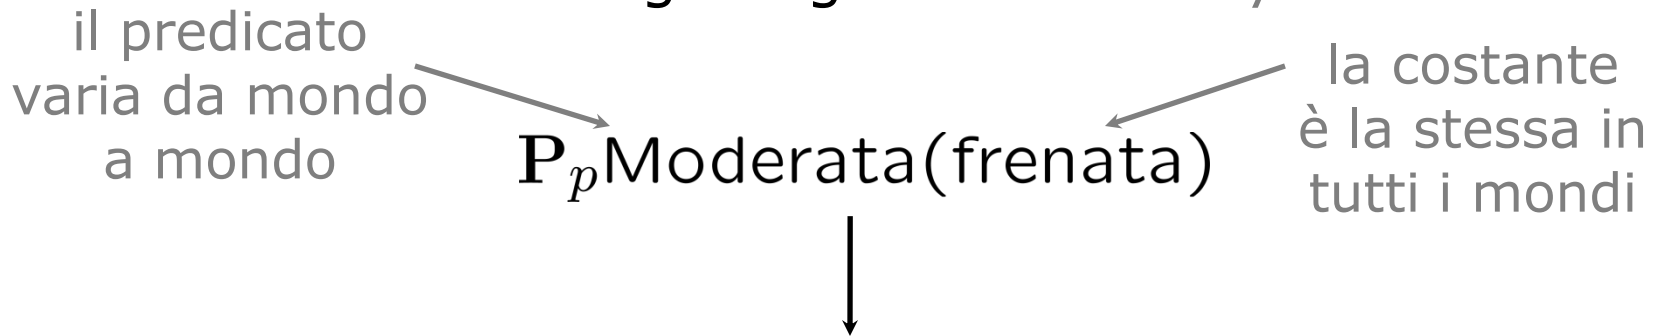 il predicato
varia da mondo
a mondo
P_pModerata(frenata)
la costante
è la stessa in
tutti i mondi